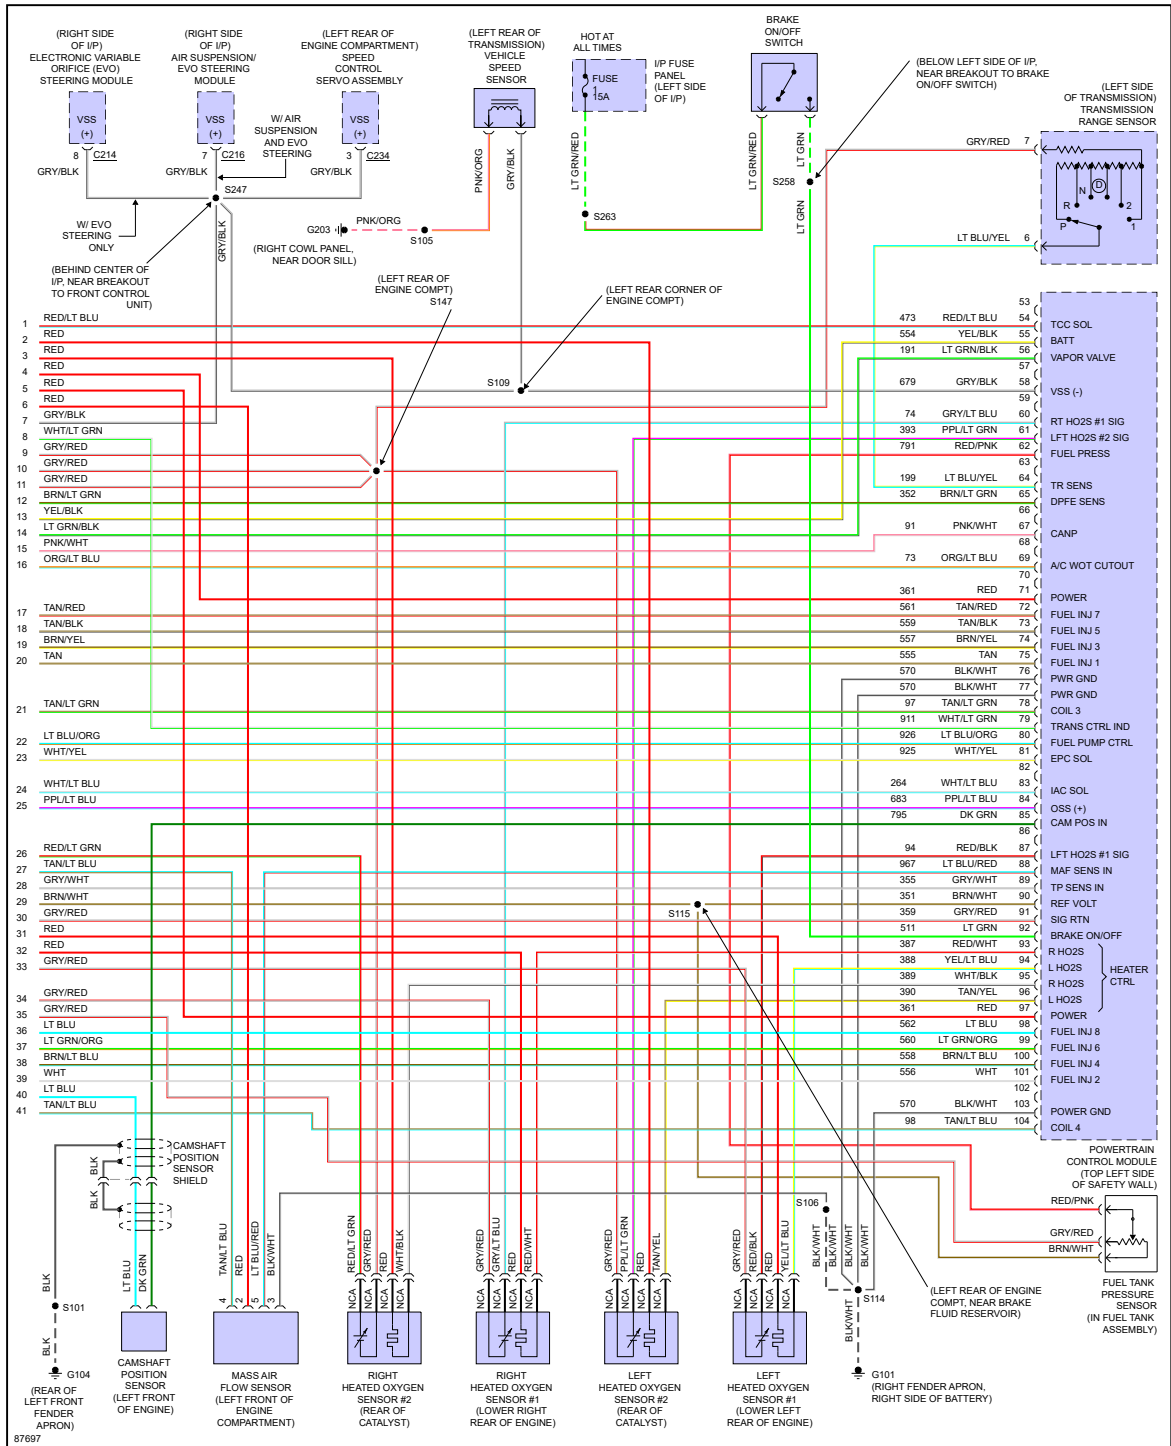 (RIGHT SIDE
OF I/P)
ELECTRONIC VARIABLE
ORIFICE (EVO)
STEERING MODULE
(RIGHT SIDE
OF I/P)
AIR SUSPENSION/
EVO STEERING
MODULE
(LEFT REAR OF
ENGINE COMPARTMENT)
SPEED
CONTROL
SERVO ASSEMBLY
(LEFT REAR OF
TRANSMISSION)
VEHICLE
SPEED
SENSOR
HOT AT
ALL TIMES
FUSE
1
15A
I/P FUSE
PANEL
(LEFT SIDE
OF I/P)
BRAKE
ON/OFF
SWITCH
(BELOW LEFT SIDE OF I/P,
NEAR BREAKOUT TO BRAKE
ON/OFF SWITCH)
(LEFT SIDE
OF TRANSMISSION)
TRANSMISSION
RANGE SENSOR
VSS
(+)
VSS
(+)
VSS
(+)
W/ AIR
SUSPENSION
AND EVO
STEERING
8 C214
7 C216
3 C234
GRY/BLK
GRY/BLK
GRY/BLK
S247
W/ EVO
STEERING
ONLY
GRY/BLK
(BEHIND CENTER OF
I/P, NEAR BREAKOUT
TO FRONT CONTROL
UNIT)
PNK/ORG
GRY/BLK
LT GRN/RED
LT GRN/RED
LT GRN
S258
LT GRN
S263
G203
PNK/ORG
S105
(RIGHT COWL PANEL,
NEAR DOOR SILL)
(LEFT REAR OF
ENGINE COMPT)
S147
(LEFT REAR CORNER OF
ENGINE COMPT)
S109
GRY/RED 7
R
N
D
2
P
1
LT BLU/YEL 6
1 RED/LT BLU
2 RED
3 RED
4 RED
5 RED
6 RED
7 GRY/BLK
8 WHT/LT GRN
9 GRY/RED
10 GRY/RED
11 GRY/RED
12 BRN/LT GRN
13 YEL/BLK
14 LT GRN/BLK
15 PNK/WHT
16 ORG/LT BLU
17 TAN/RED
18 TAN/BLK
19 BRN/YEL
20 TAN
21 TAN/LT GRN
22 LT BLU/ORG
23 WHT/YEL
24 WHT/LT BLU
25 PPL/LT BLU
26 RED/LT GRN
27 TAN/LT BLU
28 GRY/WHT
29 BRN/WHT
30 GRY/RED
31 RED
32 RED
33 GRY/RED
34 GRY/RED
35 GRY/RED
36 LT BLU
37 LT GRN/ORG
38 BRN/LT BLU
39 WHT
40 LT BLU
41 TAN/LT BLU
53
473 RED/LT BLU 54 TCC SOL
554 YEL/BLK 55 BATT
191 LT GRN/BLK 56 VAPOR VALVE
57
679 GRY/BLK 58 VSS (-)
59
74 GRY/LT BLU 60 RT HO2S #1 SIG
393 PPL/LT GRN 61 LFT HO2S #2 SIG
791 RED/PNK 62 FUEL PRESS
63
199 LT BLU/YEL 64 TR SENS
352 BRN/LT GRN 65 DPFE SENS
66
91 PNK/WHT 67 CANP
68
73 ORG/LT BLU 69 A/C WOT CUTOUT
70
361 RED 71 POWER
561 TAN/RED 72 FUEL INJ 7
559 TAN/BLK 73 FUEL INJ 5
557 BRN/YEL 74 FUEL INJ 3
555 TAN 75 FUEL INJ 1
570 BLK/WHT 76 PWR GND
570 BLK/WHT 77 PWR GND
97 TAN/LT GRN 78 COIL 3
911 WHT/LT GRN 79 TRANS CTRL IND
926 LT BLU/ORG 80 FUEL PUMP CTRL
925 WHT/YEL 81 EPC SOL
82
264 WHT/LT BLU 83 IAC SOL
683 PPL/LT BLU 84 OSS (+)
795 DK GRN 85 CAM POS IN
86
94 RED/BLK 87 LFT HO2S #1 SIG
967 LT BLU/RED 88 MAF SENS IN
355 GRY/WHT 89 TP SENS IN
351 BRN/WHT 90 REF VOLT
359 GRY/RED 91 SIG RTN
511 LT GRN 92 BRAKE ON/OFF
387 RED/WHT 93 R HO2S
388 YEL/LT BLU 94 L HO2S
389 WHT/BLK 95 R HO2S
390 TAN/YEL 96 L HO2S
HEATER
CTRL
361 RED 97 POWER
562 LT BLU 98 FUEL INJ 8
560 LT GRN/ORG 99 FUEL INJ 6
558 BRN/LT BLU 100 FUEL INJ 4
556 WHT 101 FUEL INJ 2
102
570 BLK/WHT 103 POWER GND
98 TAN/LT BLU 104 COIL 4
S115
POWERTRAIN
CONTROL MODULE
(TOP LEFT SIDE
OF SAFETY WALL)
CAMSHAFT
POSITION
SENSOR
SHIELD
BLK
BLK
BLK
S101
BLK
G104
(REAR OF
LEFT FRONT
FENDER
APRON)
LT BLU
DK GRN
CAMSHAFT
POSITION
SENSOR
(LEFT FRONT
OF ENGINE)
TAN/LT BLU
RED
LT BLU/RED
BLK/WHT
4
2
5
3
MASS AIR
FLOW SENSOR
(LEFT FRONT OF
ENGINE
COMPARTMENT)
RED/LT GRN
GRY/RED
RED
WHT/BLK
NCA
NCA
NCA
NCA
RIGHT
HEATED OXYGEN
SENSOR #2
(REAR OF
CATALYST)
GRY/RED
GRY/LT BLU
RED
RED/WHT
NCA
NCA
NCA
NCA
RIGHT
HEATED OXYGEN
SENSOR #1
(LOWER RIGHT
REAR OF ENGINE)
GRY/RED
PPL/LT GRN
RED
TAN/YEL
NCA
NCA
NCA
NCA
LEFT
HEATED OXYGEN
SENSOR #2
(REAR OF
CATALYST)
GRY/RED
RED/BLK
RED
YEL/LT BLU
NCA
NCA
NCA
NCA
LEFT
HEATED OXYGEN
SENSOR #1
(LOWER LEFT
REAR OF ENGINE)
S106
BLK/WHT
BLK/WHT
BLK/WHT
BLK/WHT
S114
BLK/WHT
G101
(RIGHT FENDER APRON,
RIGHT SIDE OF BATTERY)
(LEFT REAR OF ENGINE
COMPT, NEAR BRAKE
FLUID RESERVOIR)
RED/PNK
GRY/RED
BRN/WHT
FUEL TANK
PRESSURE
SENSOR
(IN FUEL TANK
ASSEMBLY)
87697